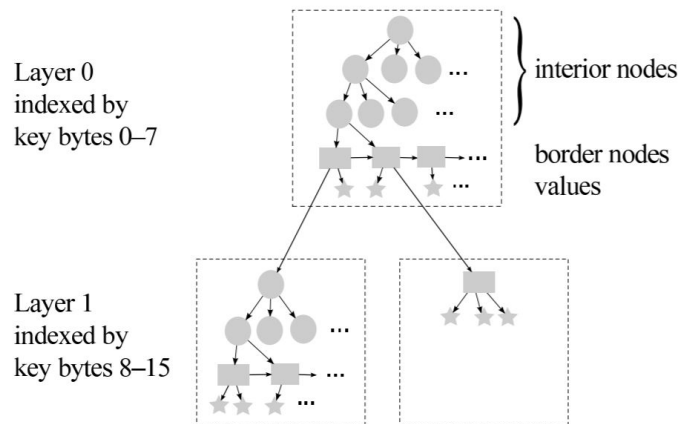 Layer 0
indexed by
key bytes 0–7
...
interior nodes
...
...
border nodes
...
values
Layer 1
indexed by
key bytes 8–15
...
...
...